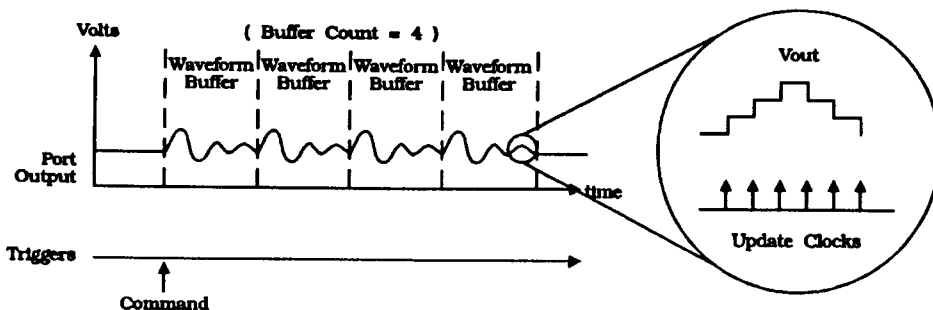 Volts
( Buffer Count = 4 )
Waveform Buffer
Waveform Buffer
Waveform Buffer
Waveform Buffer
Port Output
time
Triggers
Command
Vout
Update Clocks